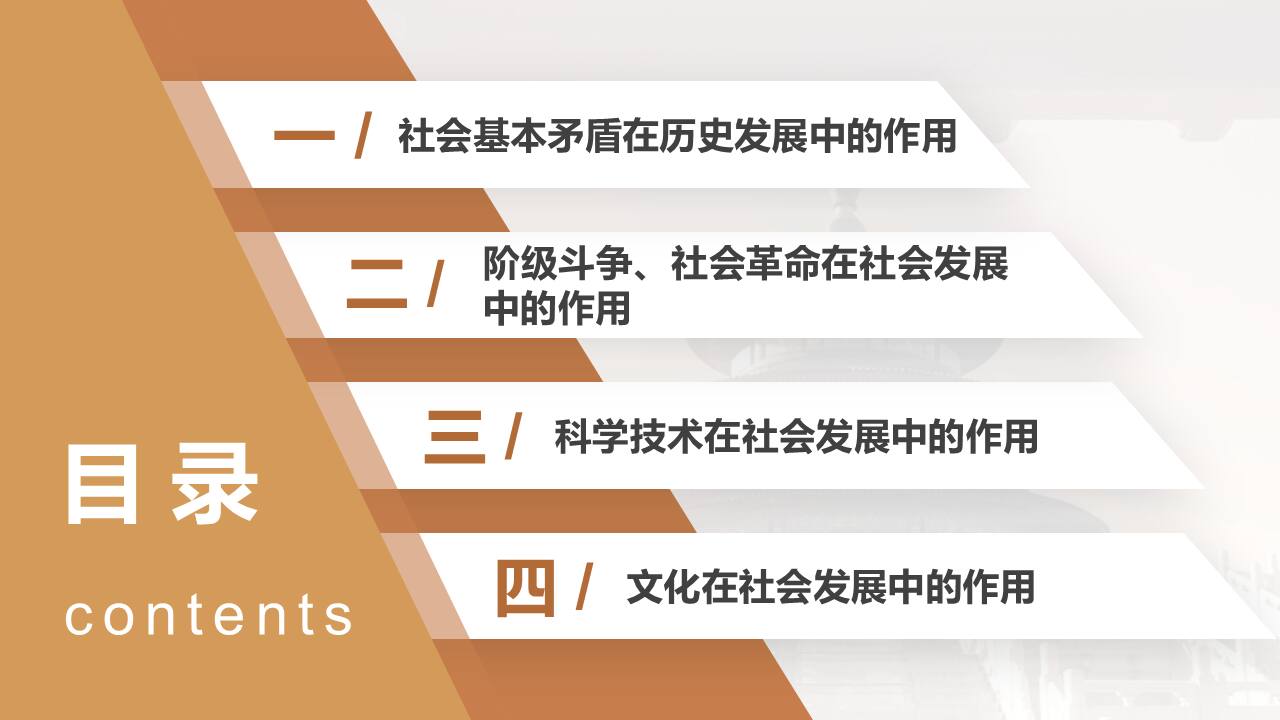 一 / 社会基本矛盾在历史发展中的作用
二 / 阶级斗争、社会革命在社会发展
中的作用
三 / 科学技术在社会发展中的作用
四 / 文化在社会发展中的作用
目录
contents